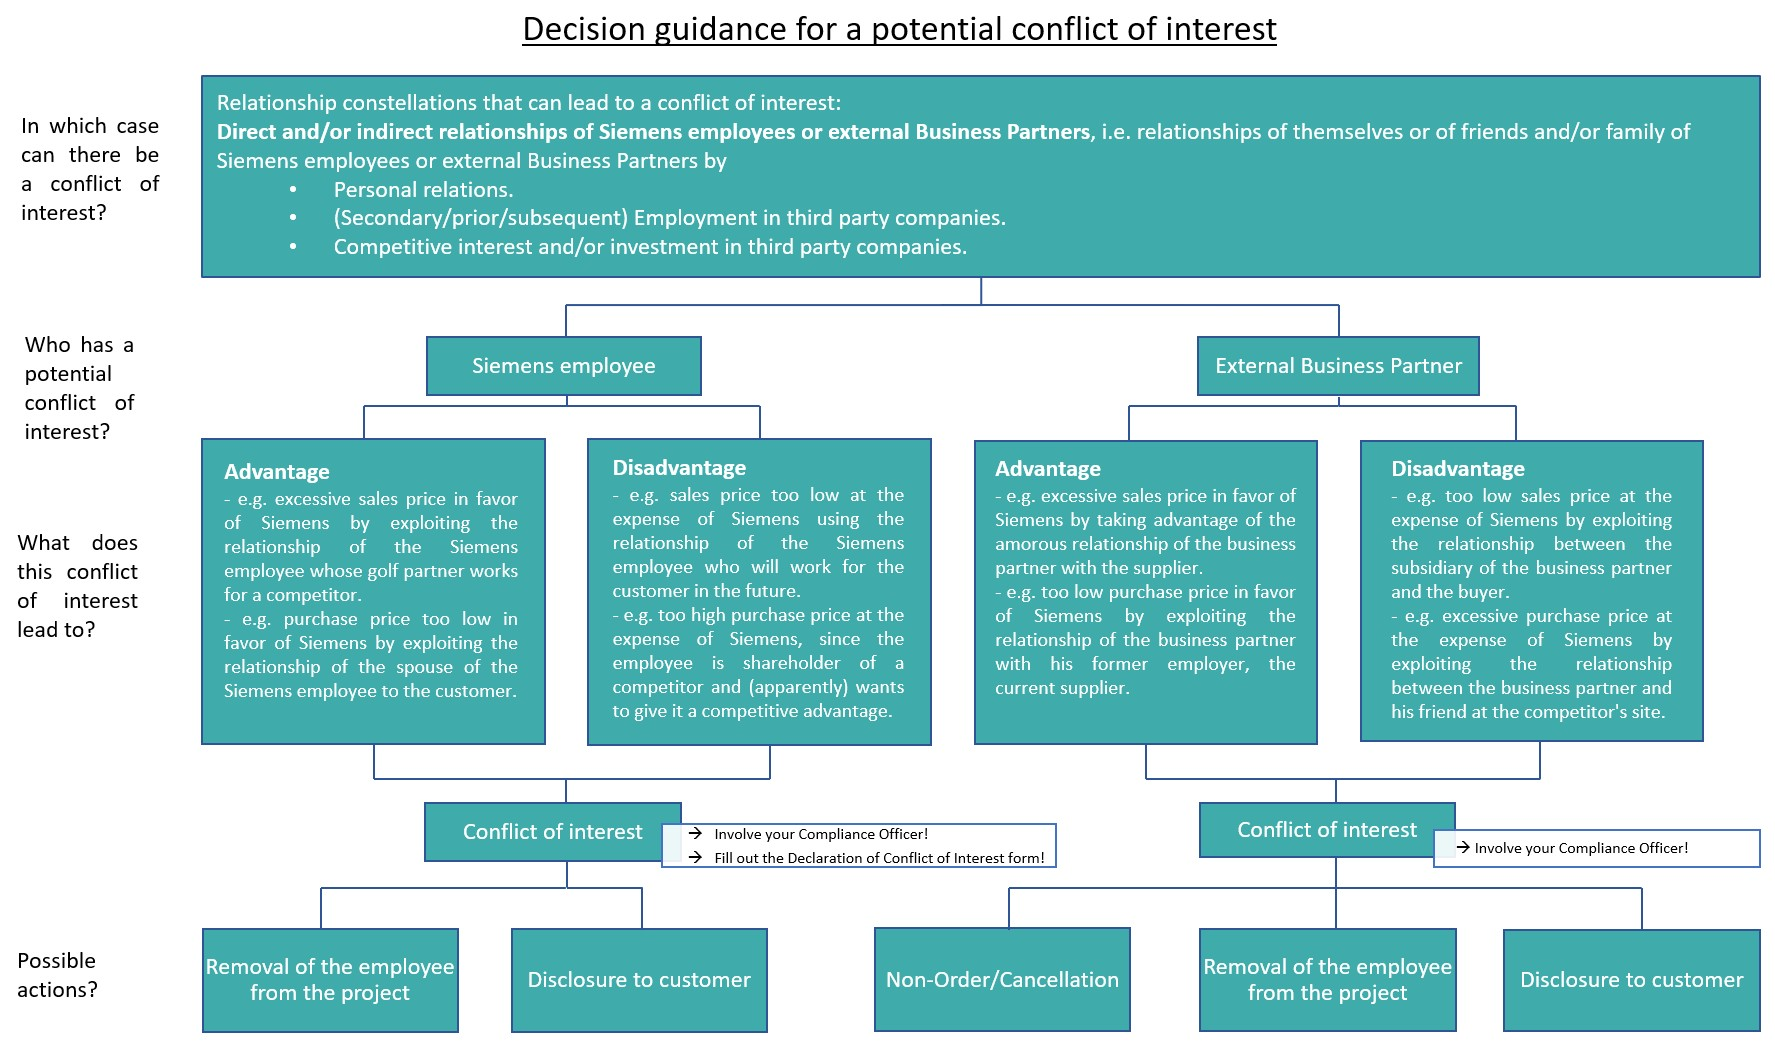 Decision guidance for a potential conflict of interest
In which case
can there be
a conflict of
interest?
Relationship constellations that can lead to a conflict of interest:
Direct and/or indirect relationships of Siemens employees or external Business Partners, i.e. relationships of themselves or of friends and/or family of
Siemens employees or external Business Partners by
• Personal relations.
• (Secondary/prior/subsequent) Employment in third party companies.
• Competitive interest and/or investment in third party companies.
Who has a
potential
conflict of
interest?
Siemens employee
External Business Partner
What does
this conflict
of interest
lead to?
Advantage
- e.g. excessive sales price in favor
of Siemens by exploiting the
relationship of the Siemens
employee whose golf partner works
for a competitor.
- e.g. purchase price too low in
favor of Siemens by exploiting the
relationship of the spouse of the
Siemens employee to the customer.
Disadvantage
- e.g. sales price too low at the
expense of Siemens using the
relationship of the Siemens
employee who will work for the
customer in the future.
- e.g. too high purchase price at the
expense of Siemens, since the
employee is shareholder of a
competitor and (apparently) wants
to give it a competitive advantage.
Advantage
- e.g. excessive sales price in favor of
Siemens by taking advantage of the
amorous relationship of the business
partner with the supplier.
- e.g. too low purchase price in favor
of Siemens by exploiting the
relationship of the business partner
with his former employer, the
current supplier.
Disadvantage
- e.g. too low sales price at the
expense of Siemens by exploiting
the relationship between the
subsidiary of the business partner
and the buyer.
- e.g. excessive purchase price at
the expense of Siemens by
exploiting the relationship
between the business partner and
his friend at the competitor's site.
Conflict of interest
→ Involve your Compliance Officer!
→ Fill out the Declaration of Conflict of Interest form!
Conflict of interest
→ Involve your Compliance Officer!
Possible
actions?
Removal of the employee
from the project
Disclosure to customer
Non-Order/Cancellation
Removal of the employee
from the project
Disclosure to customer